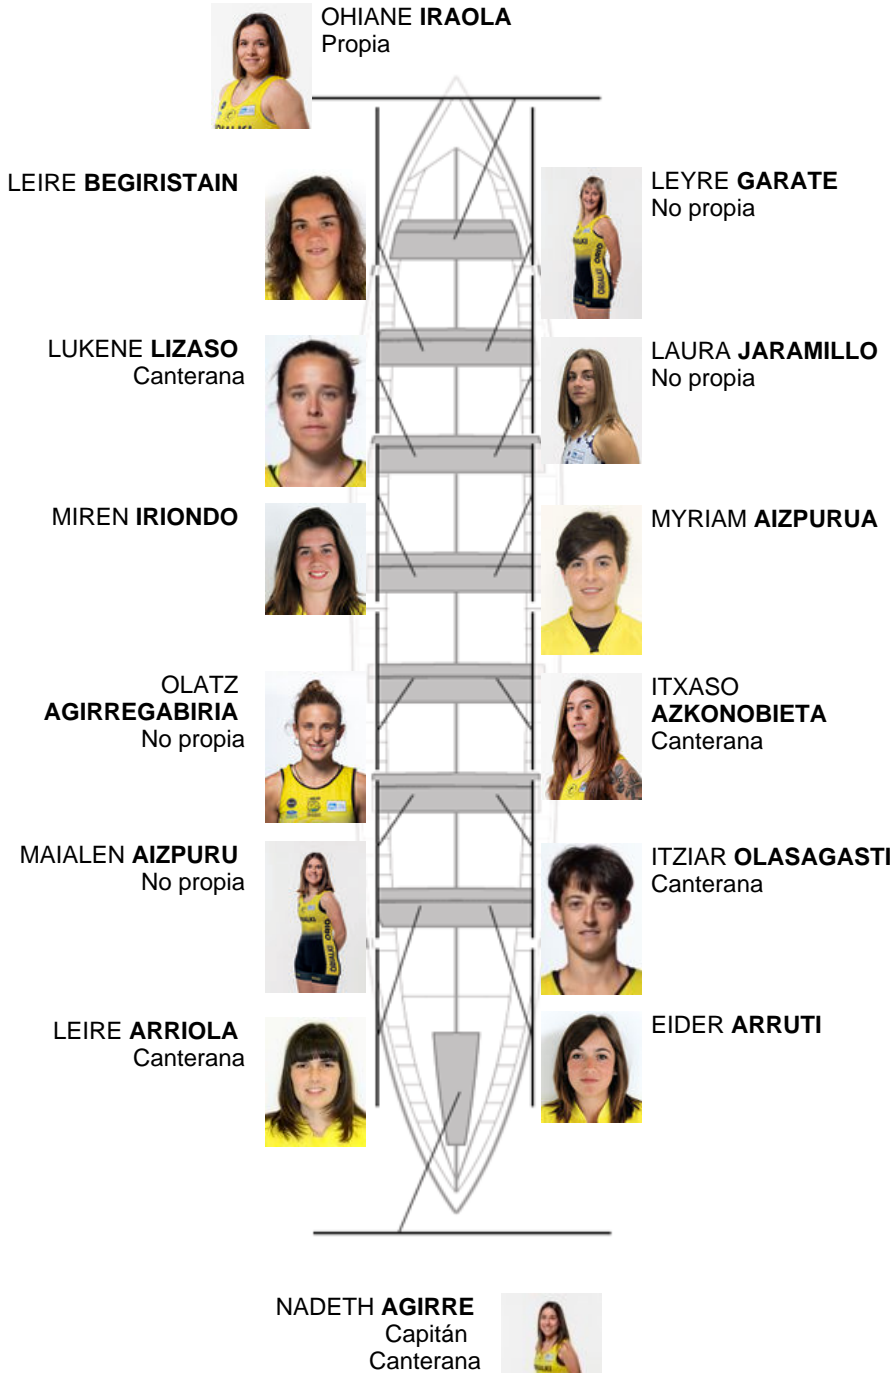 OHIANE IRAOLA
Propia
LEIRE BEGIRISTAIN
LEYRE GARATE
No propia
LUKENE LIZASO
Canterana
LAURA JARAMILLO
No propia
MIREN IRIONDO
MYRIAM AIZPURUA
OLATZ
AGIRREGABIRIA
No propia
ITXASO
AZKONOBIETA
Canterana
MAIALEN AIZPURU
No propia
ITZIAR OLASAGASTI
Canterana
LEIRE ARRIOLA
Canterana
EIDER ARRUTI
NADETH AGIRRE
Capitán
Canterana